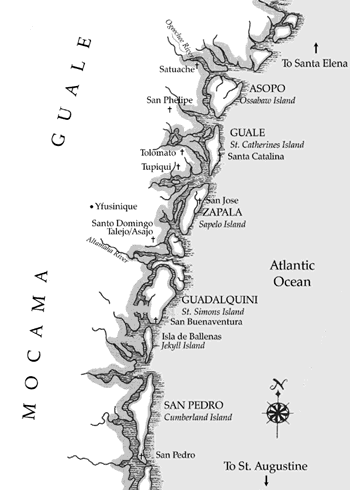 Ogeechee River
To Santa Elena
Satuache
ASOPO
Ossabaw Island
San Phelipe
GUALE
GUALE
St. Catherines Island
Tolomato
Santa Catalina
Tupiqui
Yfusinique
San Jose
ZAPALA
Sapelo Island
Santo Domingo
Talejo/Asajo
Altamaha River
Atlantic
Ocean
MOCAMA
GUADALQUINI
St. Simons Island
San Buenaventura
Isla de Ballenas
Jekyll Island
N
SAN PEDRO
Cumberland Island
San Pedro
To St. Augustine